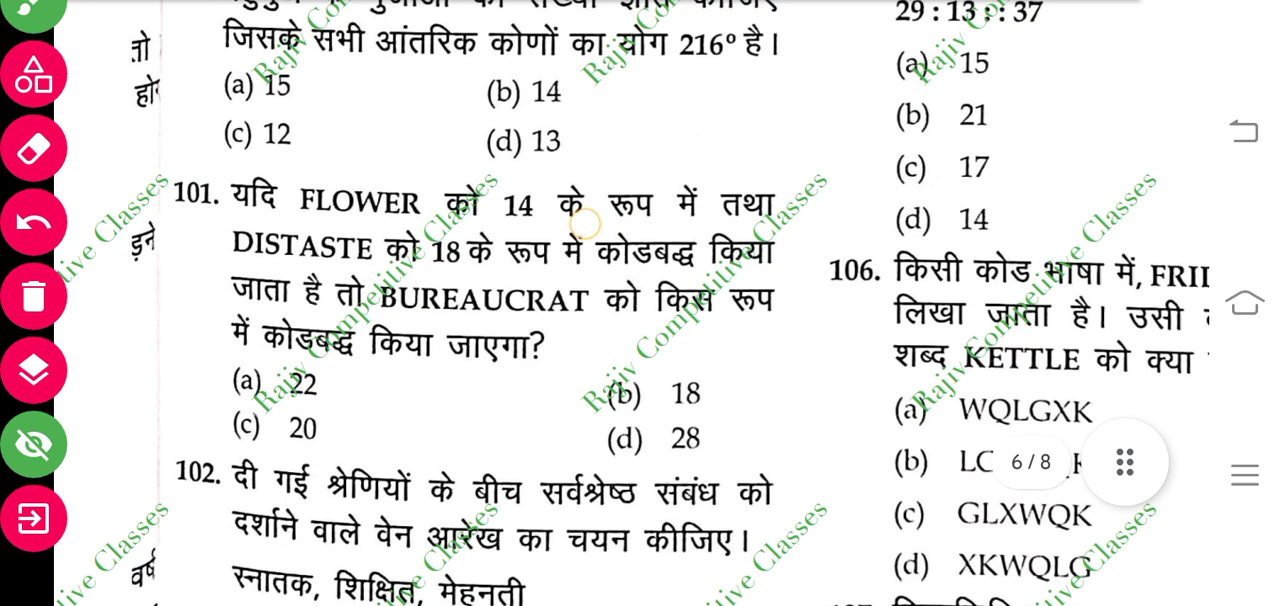 जिसके सभी आंतरिक कोणों का योग 216° है।
(a) 15
(b) 14
(c) 12
(d) 13
101. यदि FLOWER को 14 के रूप में तथा
DISTASTE को 18 के रूप में कोडबद्ध किया
जाता है तो BUREAUCRAT को किस रूप
में कोडबद्ध किया जाएगा?
(a) 22
(b) 18
(c) 20
(d) 28
102. दी गई श्रेणियों के बीच सर्वश्रेष्ठ संबंध को
दर्शाने वाले वेन आरेख का चयन कीजिए।
स्नातक, शिक्षित, मेहनती
29 : 13 :: 37
(a) 15
(b) 21
(c) 17
(d) 14
106. किसी कोड भाषा में,
लिखा जाता है। उसी
शब्द KETTLE को क्या
(a) WQLGXK
(b)
(c) GLXWQK
(d) XKWQLG
6/8
Rajiv Competitive Classes